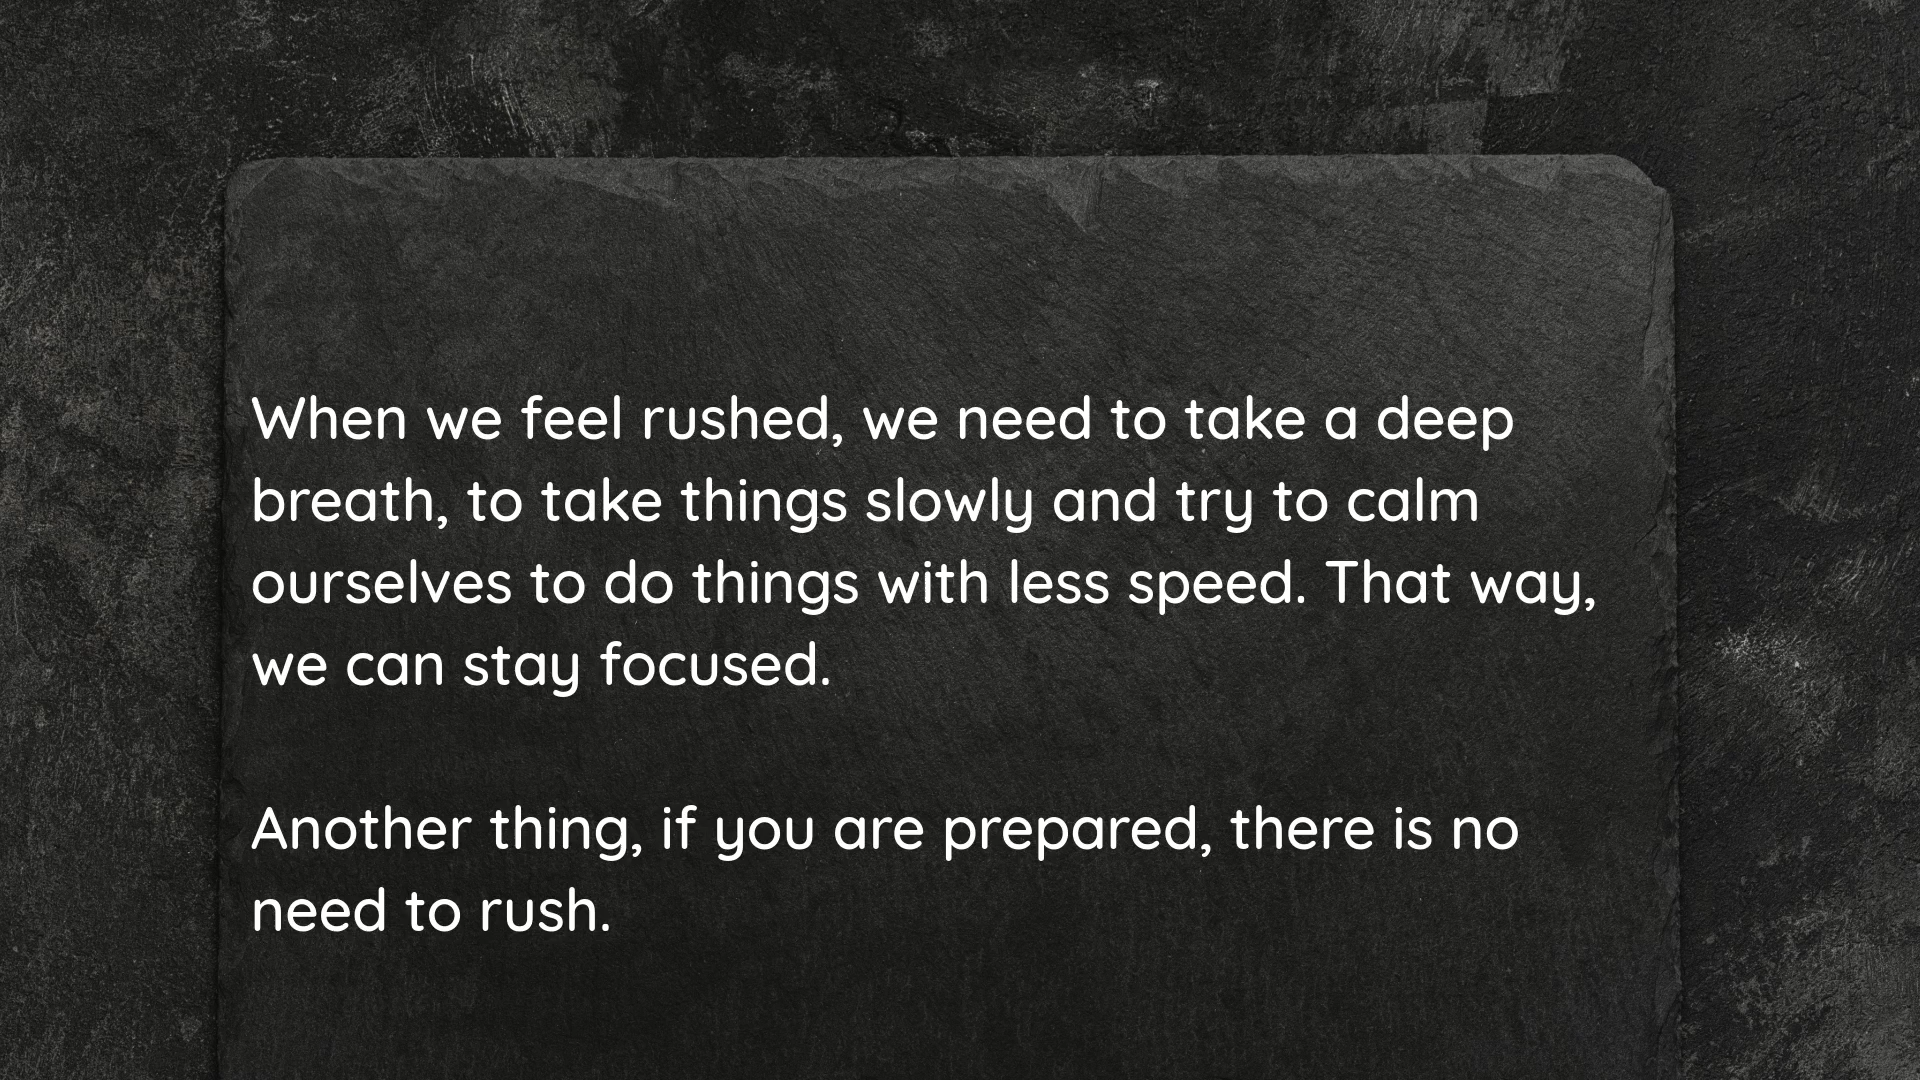 When we feel rushed, we need to take a deep
breath, to take things slowly and try to calm
ourselves to do things with less speed. That way,
we can stay focused.
Another thing, if you are prepared, there is no
need to rush.